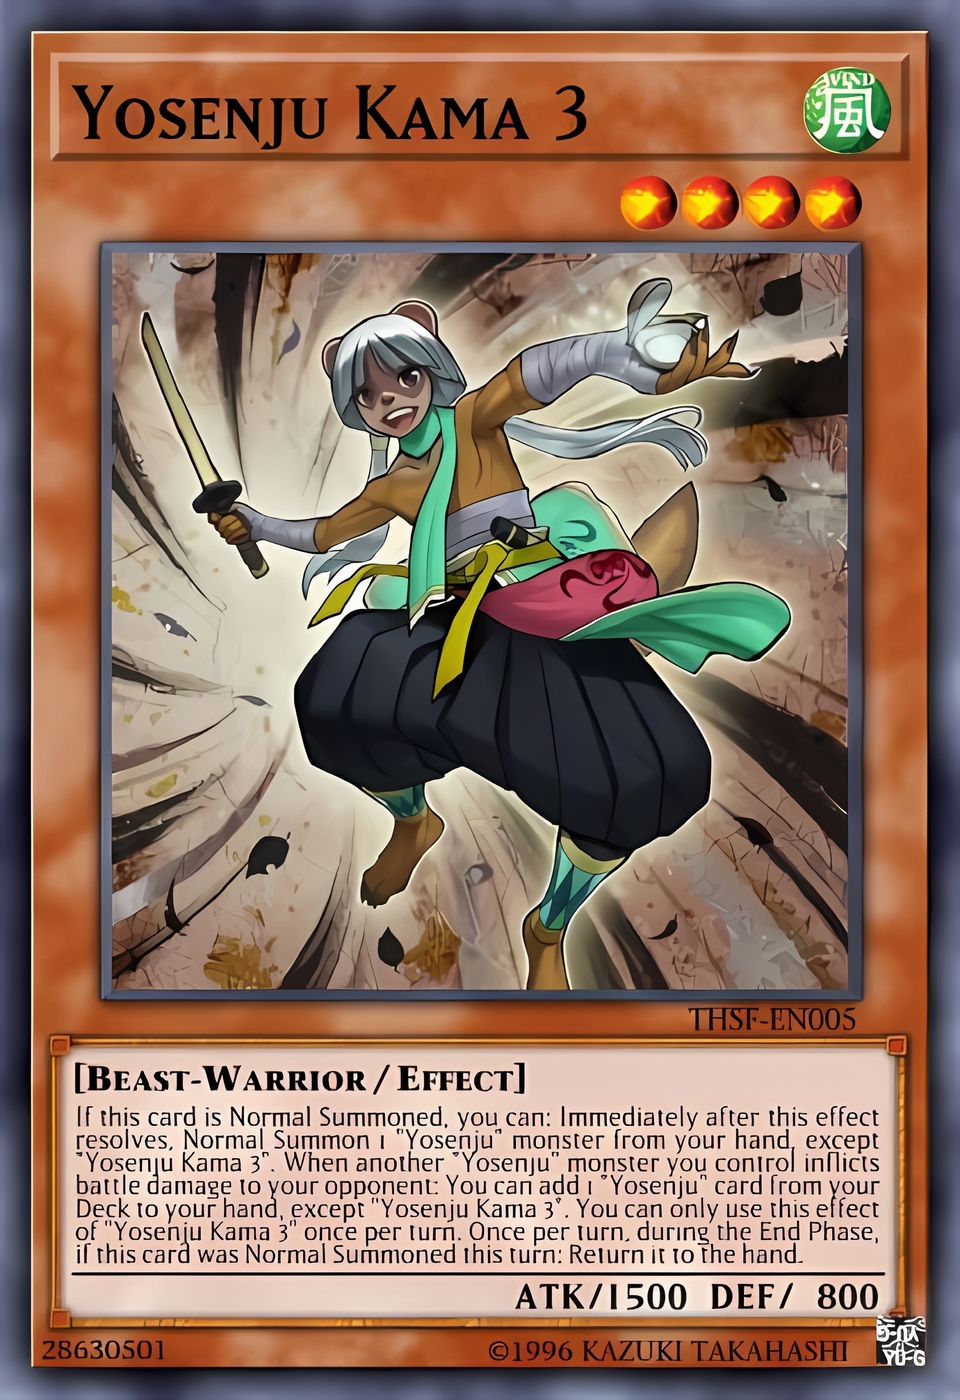 Yosenju Kama 3
WIND
風
THSF-EN005
[Beast-Warrior / Effect]
If this card is Normal Summoned, you can: Immediately after this effect
resolves, Normal Summon 1 "Yosenju" monster from your hand, except
"Yosenju Kama 3". When another "Yosenju" monster you control inflicts
battle damage to your opponent: You can add 1 "Yosenju" card from your
Deck to your hand, except "Yosenju Kama 3". You can only use this effect
of "Yosenju Kama 3" once per turn. Once per turn, during the End Phase,
if this card was Normal Summoned this turn: Return it to the hand.
ATK/1500 DEF/ 800
28630501
©1996 KAZUKI TAKAHASHI